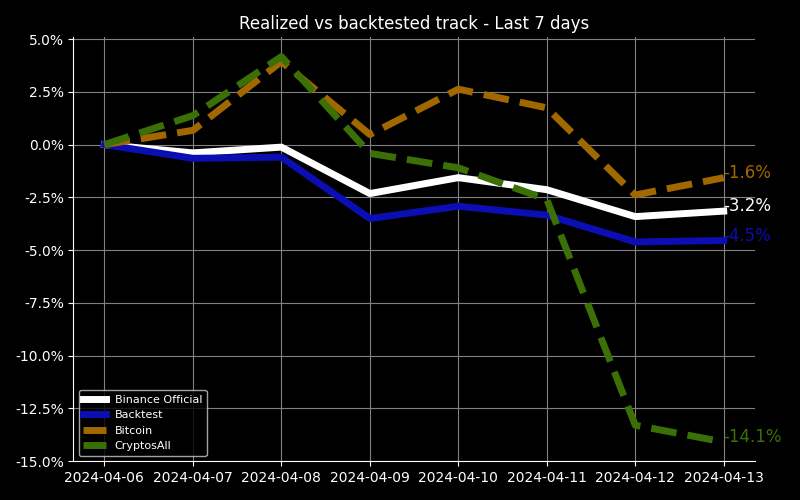 Realized vs backtested track - Last 7 days
5.0%
2.5%
0.0%
-2.5%
-5.0%
-7.5%
-10.0%
-12.5%
-15.0%
-1.6%
-3.2%
-4.5%
-14.1%
Binance Official
Backtest
Bitcoin
CryptosAll
2024-04-06 2024-04-07 2024-04-08 2024-04-09 2024-04-10 2024-04-11 2024-04-12 2024-04-13